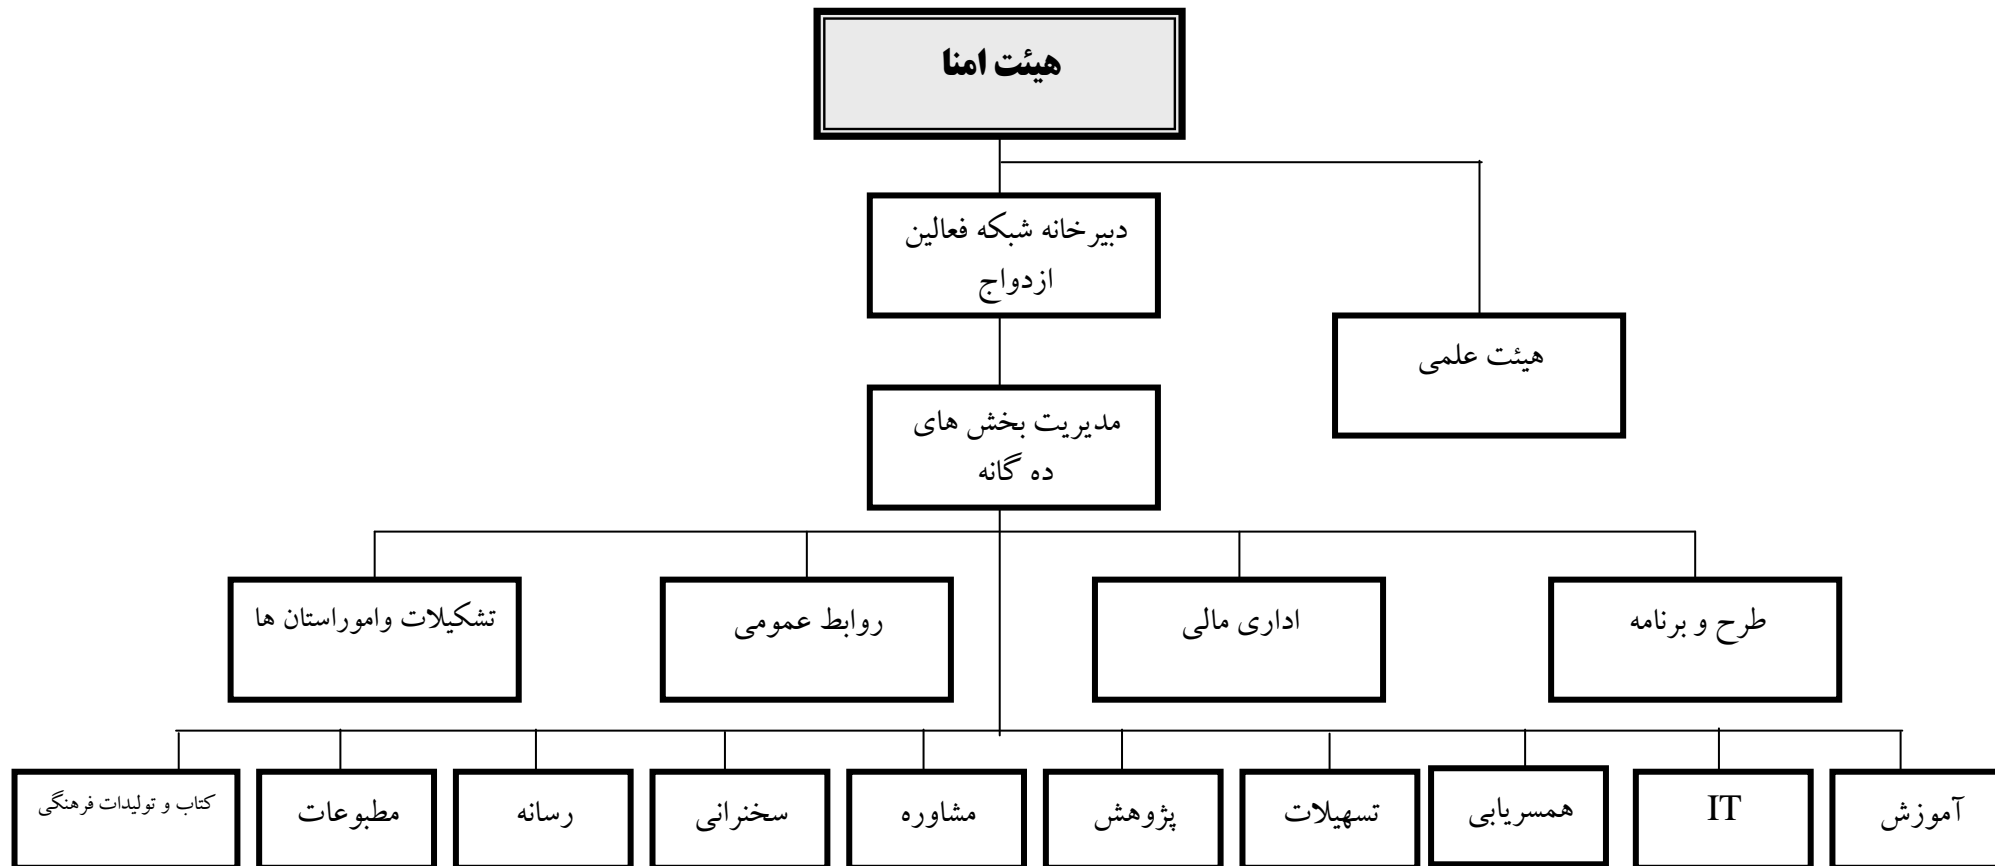 هیئت امنا
دبیرخانه شبکه فعالین
ازدواج
هیئت علمی
مدیریت بخش های
ده گانه
طرح و برنامه
اداری مالی
روابط عمومی
تشکیلات واموراستان ها
آموزش
IT
همسریابی
تسهیلات
پژوهش
مشاوره
سخنرانی
رسانه
مطبوعات
کتاب و تولیدات فرهنگی